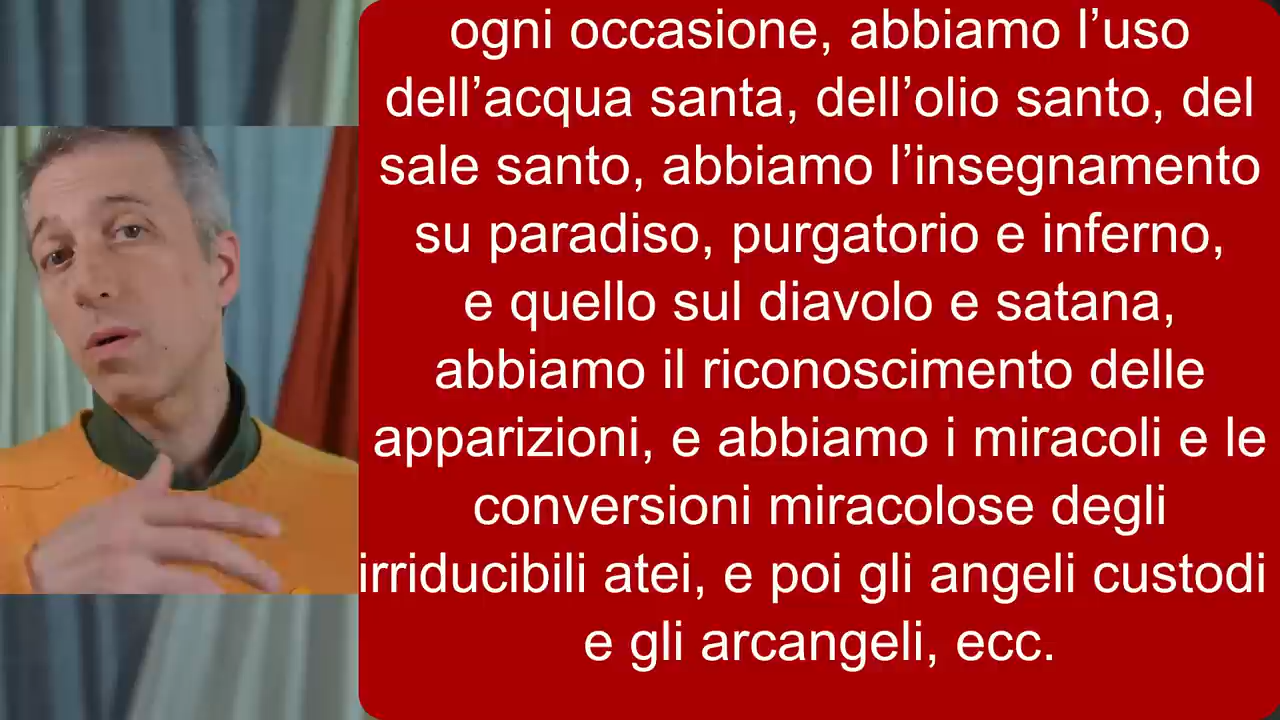 ogni occasione, abbiamo l’uso
dell’acqua santa, dell’olio santo, del
sale santo, abbiamo l’insegnamento
su paradiso, purgatorio e inferno,
e quello sul diavolo e satana,
abbiamo il riconoscimento delle
apparizioni, e abbiamo i miracoli e le
conversioni miracolose degli
irriducibili atei, e poi gli angeli custodi
e gli arcangeli, ecc.